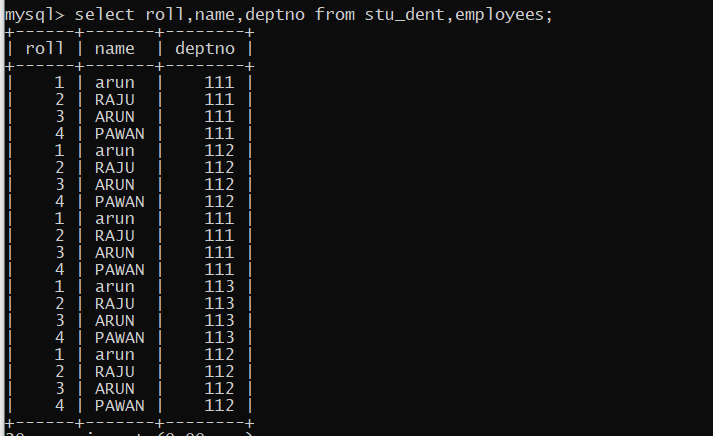 mysql> select roll,name,deptno from stu_dent,employees;
+------+-------+--------+
| roll | name  | deptno |
+------+-------+--------+
|    1 | arun  |    111 |
|    2 | RAJU  |    111 |
|    3 | ARUN  |    111 |
|    4 | PAWAN |    111 |
|    1 | arun  |    112 |
|    2 | RAJU  |    112 |
|    3 | ARUN  |    112 |
|    4 | PAWAN |    112 |
|    1 | arun  |    111 |
|    2 | RAJU  |    111 |
|    3 | ARUN  |    111 |
|    4 | PAWAN |    111 |
|    1 | arun  |    113 |
|    2 | RAJU  |    113 |
|    3 | ARUN  |    113 |
|    4 | PAWAN |    113 |
|    1 | arun  |    112 |
|    2 | RAJU  |    112 |
|    3 | ARUN  |    112 |
|    4 | PAWAN |    112 |
+------+-------+--------+